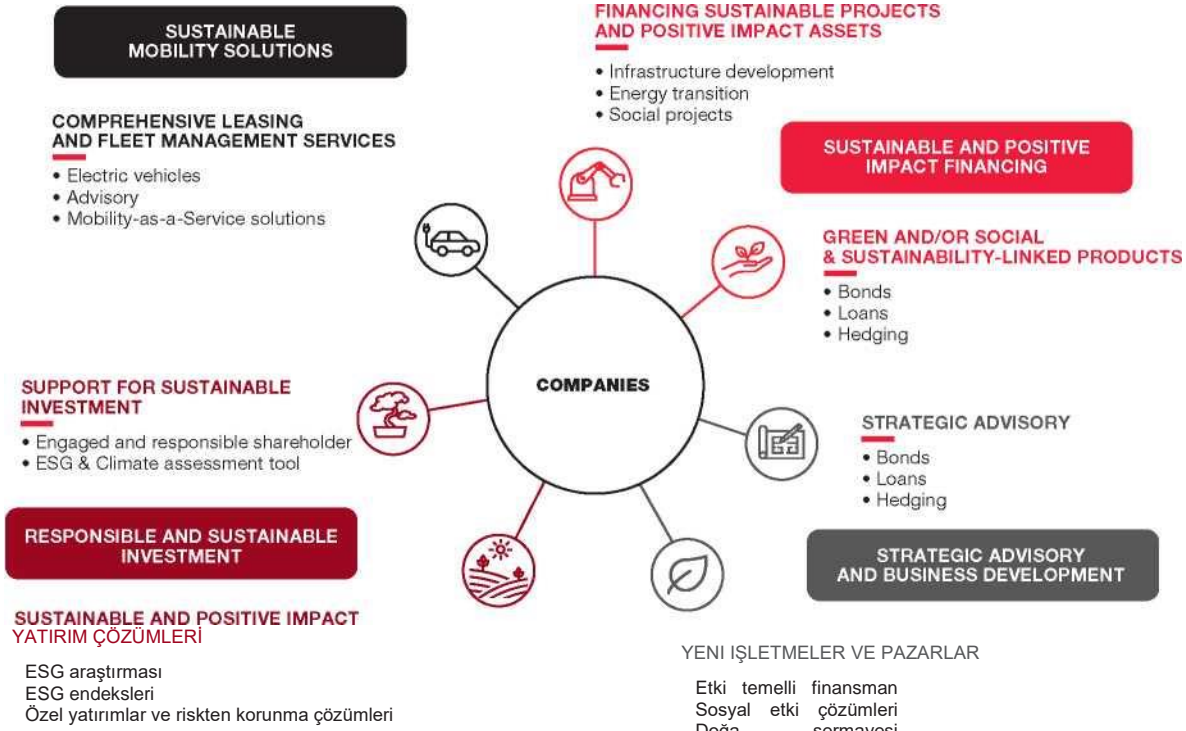 SUSTAINABLE
MOBILITY SOLUTIONS
COMPREHENSIVE LEASING
AND FLEET MANAGEMENT SERVICES
• Electric vehicles
• Advisory
• Mobility-as-a-Service solutions
FINANCING SUSTAINABLE PROJECTS
AND POSITIVE IMPACT ASSETS
• Infrastructure development
• Energy transition
• Social projects
SUSTAINABLE AND POSITIVE
IMPACT FINANCING
GREEN AND/OR SOCIAL
& SUSTAINABILITY-LINKED PRODUCTS
• Bonds
• Loans
• Hedging
COMPANIES
SUPPORT FOR SUSTAINABLE
INVESTMENT
• Engaged and responsible shareholder
• ESG & Climate assessment tool
STRATEGIC ADVISORY
• Bonds
• Loans
• Hedging
RESPONSIBLE AND SUSTAINABLE
INVESTMENT
STRATEGIC ADVISORY
AND BUSINESS DEVELOPMENT
SUSTAINABLE AND POSITIVE IMPACT
YATIRIM ÇÖZÜMLERİ
ESG araştırması
ESG endeksleri
Özel yatırımlar ve riskten korunma çözümleri
YENI IŞLETMELER VE PAZARLAR
Etki temelli finansman
Sosyal etki çözümleri
Doğa sermayesi